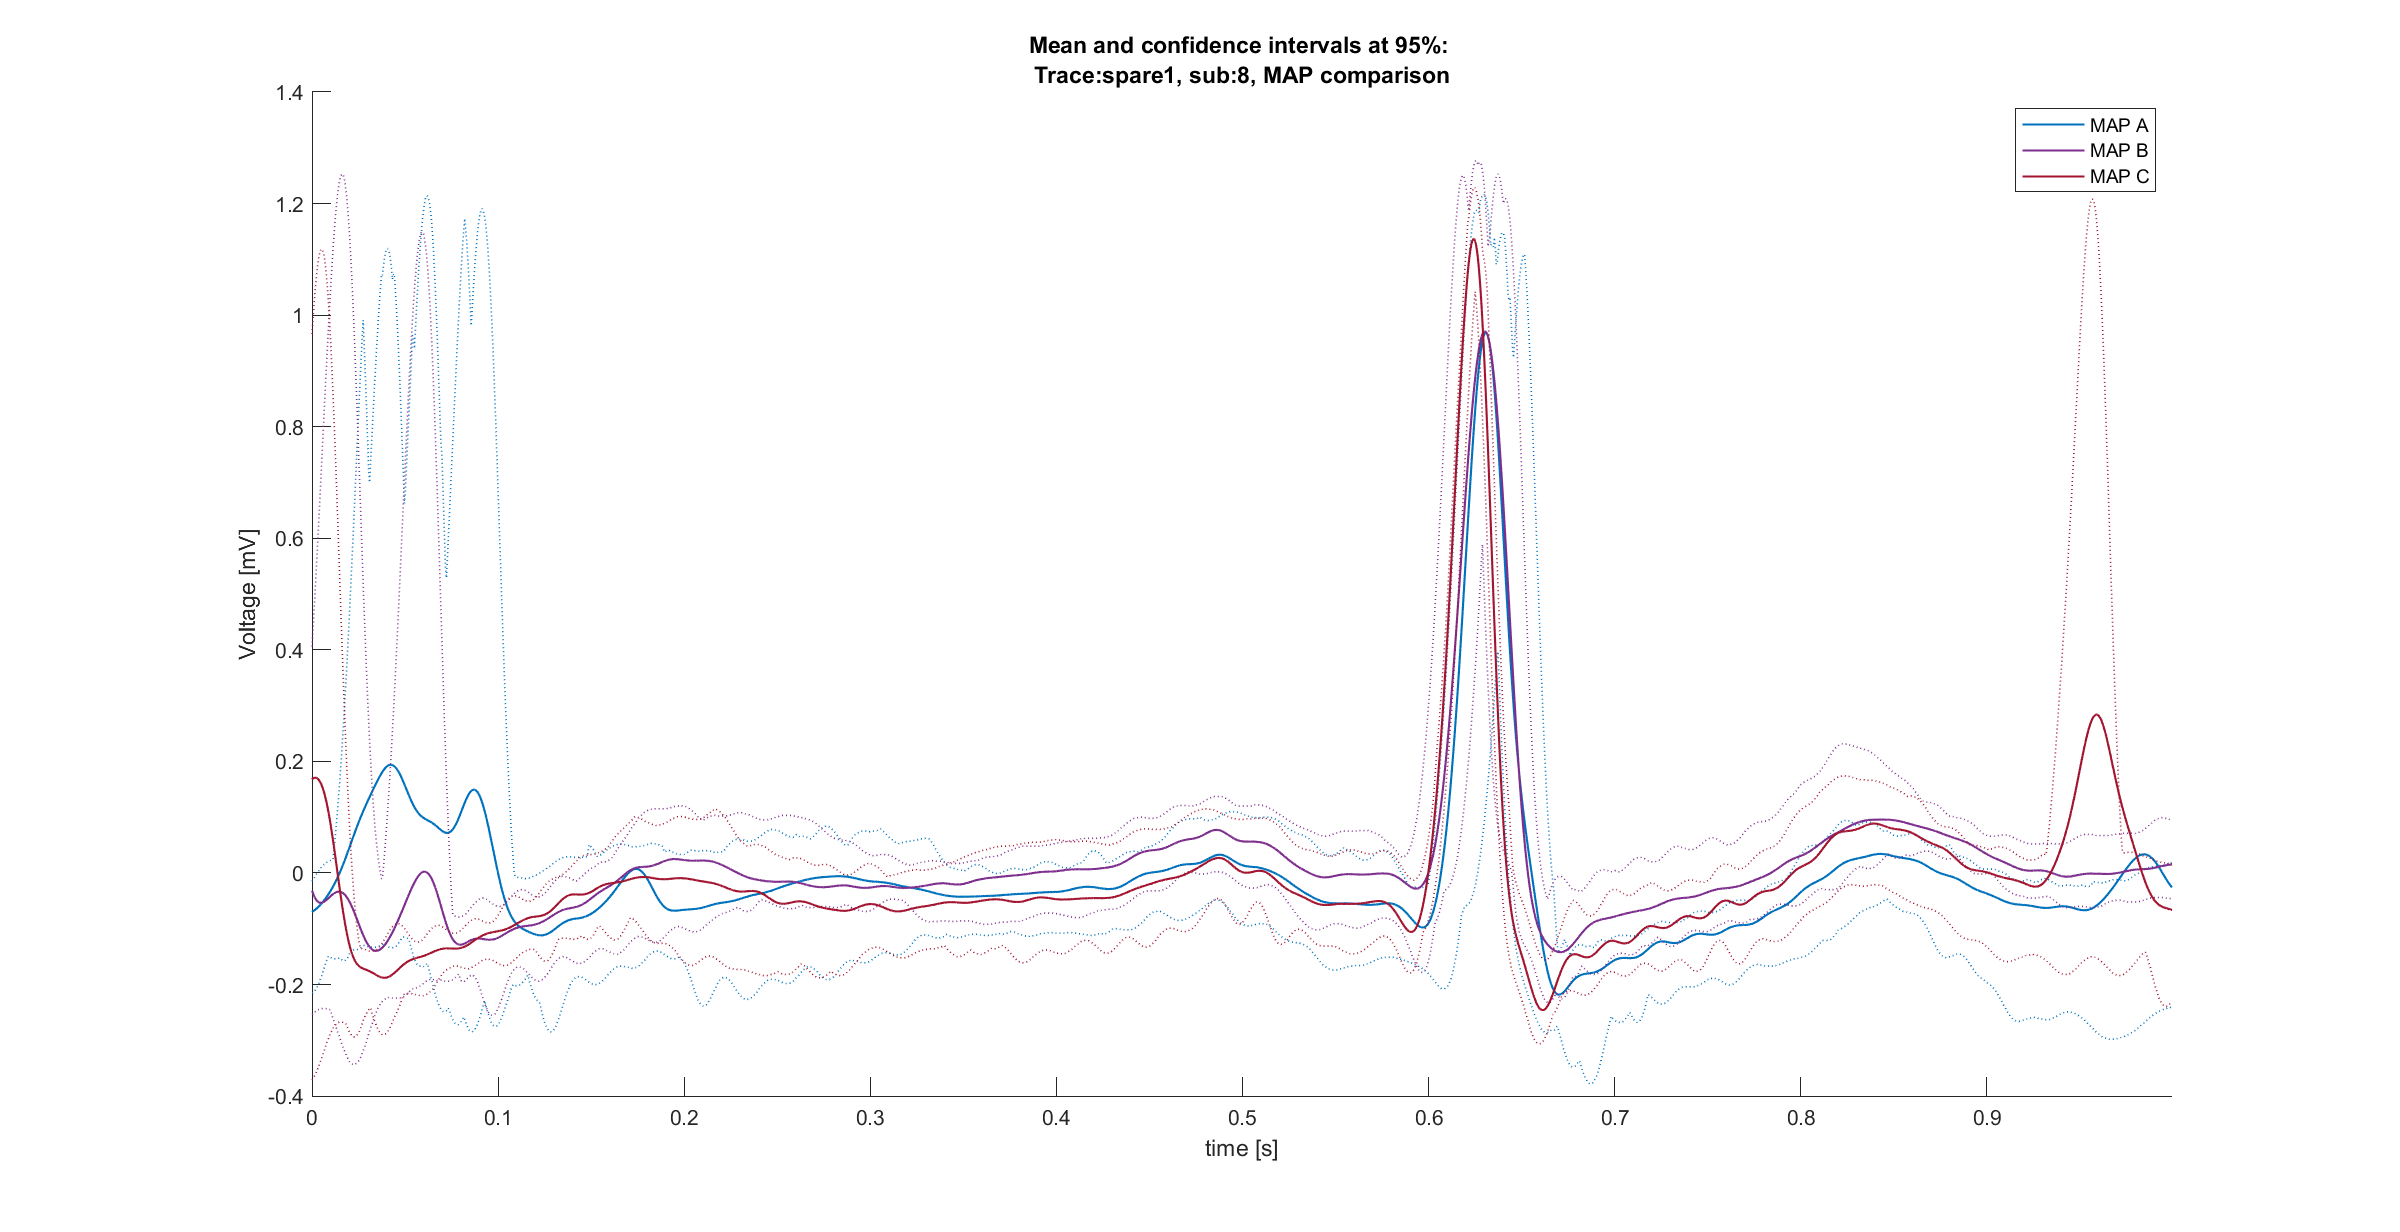 Mean and confidence intervals at 95%:
Trace:spare1, sub:8, MAP comparison
MAP A
MAP B
MAP C
1.4
1.2
1
0.8
0.6
0.4
0.2
0
-0.2
-0.4
Voltage [mV]
0 0.1 0.2 0.3 0.4 0.5 0.6 0.7 0.8 0.9
time [s]